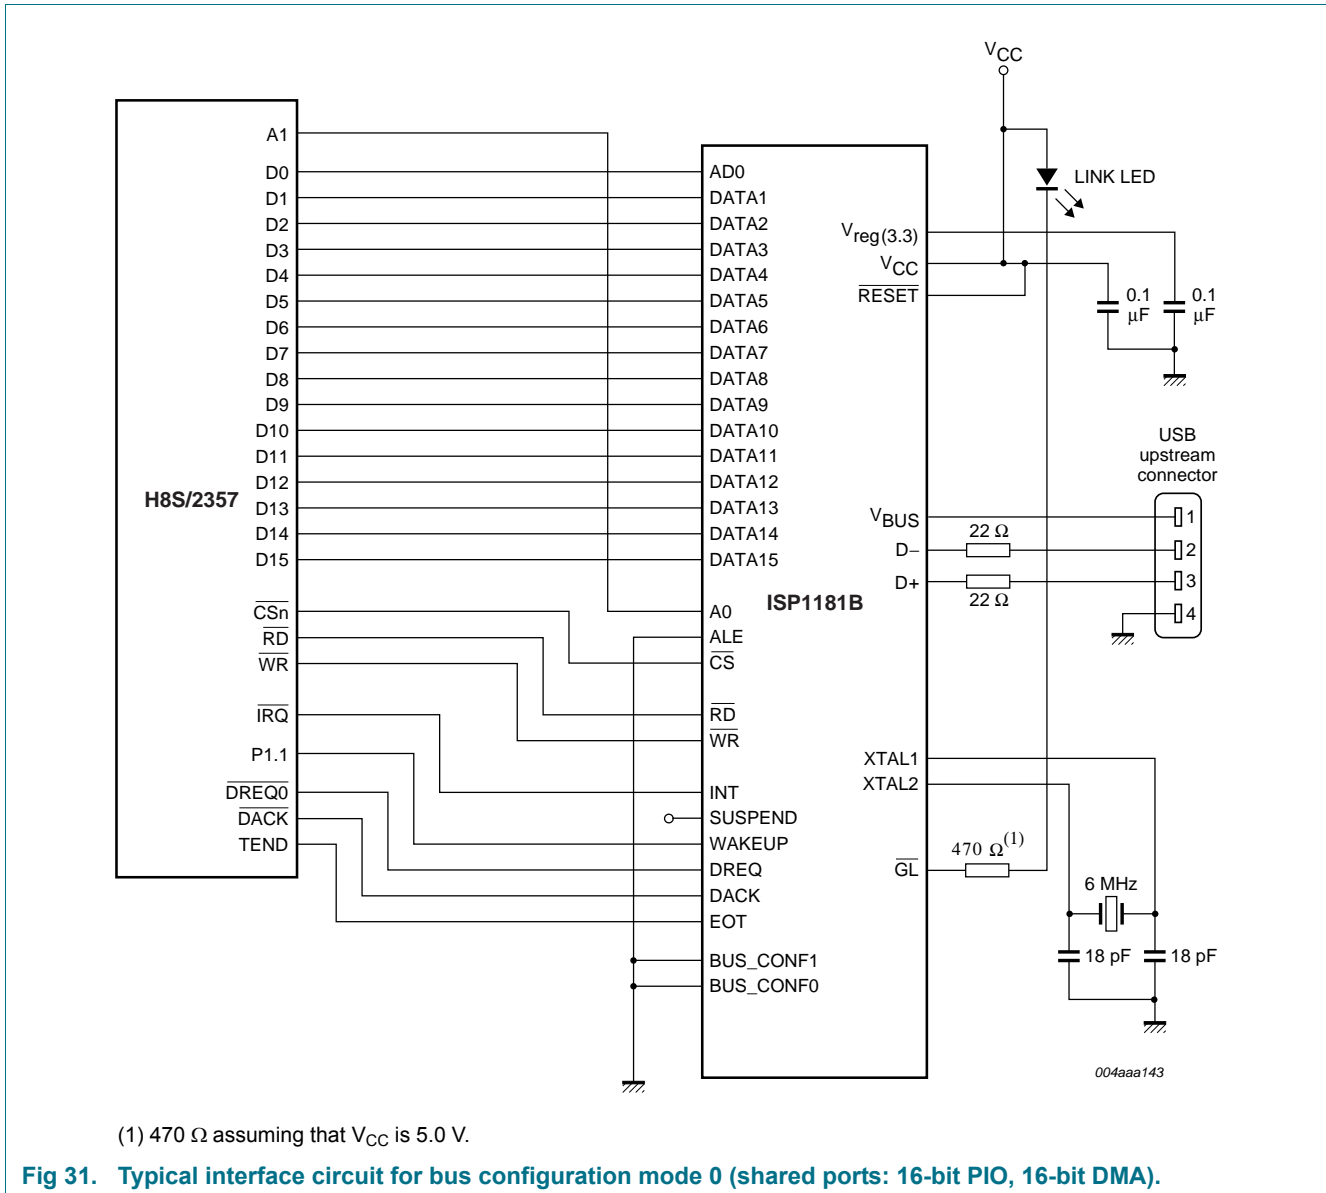 VCC
A1
D0
D1
D2
D3
D4
D5
D6
D7
D8
D9
D10
D11
D12
D13
D14
D15
CSn
RD
WR
IRQ
P1.1
DREQ0
DACK
TEND
H8S/2357
AD0
DATA1
DATA2
DATA3
DATA4
DATA5
DATA6
DATA7
DATA8
DATA9
DATA10
DATA11
DATA12
DATA13
DATA14
DATA15
A0
ALE
CS
RD
WR
INT
SUSPEND
WAKEUP
DREQ
DACK
EOT
BUS_CONF1
BUS_CONF0
ISP1181B
Vreg(3.3)
VCC
RESET
VBUS
D−
D+
XTAL1
XTAL2
GL
LINK LED
0.1
μF
0.1
μF
USB
upstream
connector
1
2
3
4
22 Ω
22 Ω
470 Ω(1)
6 MHz
18 pF
18 pF
004aaa143
(1) 470 Ω assuming that VCC is 5.0 V.
Fig 31. Typical interface circuit for bus configuration mode 0 (shared ports: 16-bit PIO, 16-bit DMA).